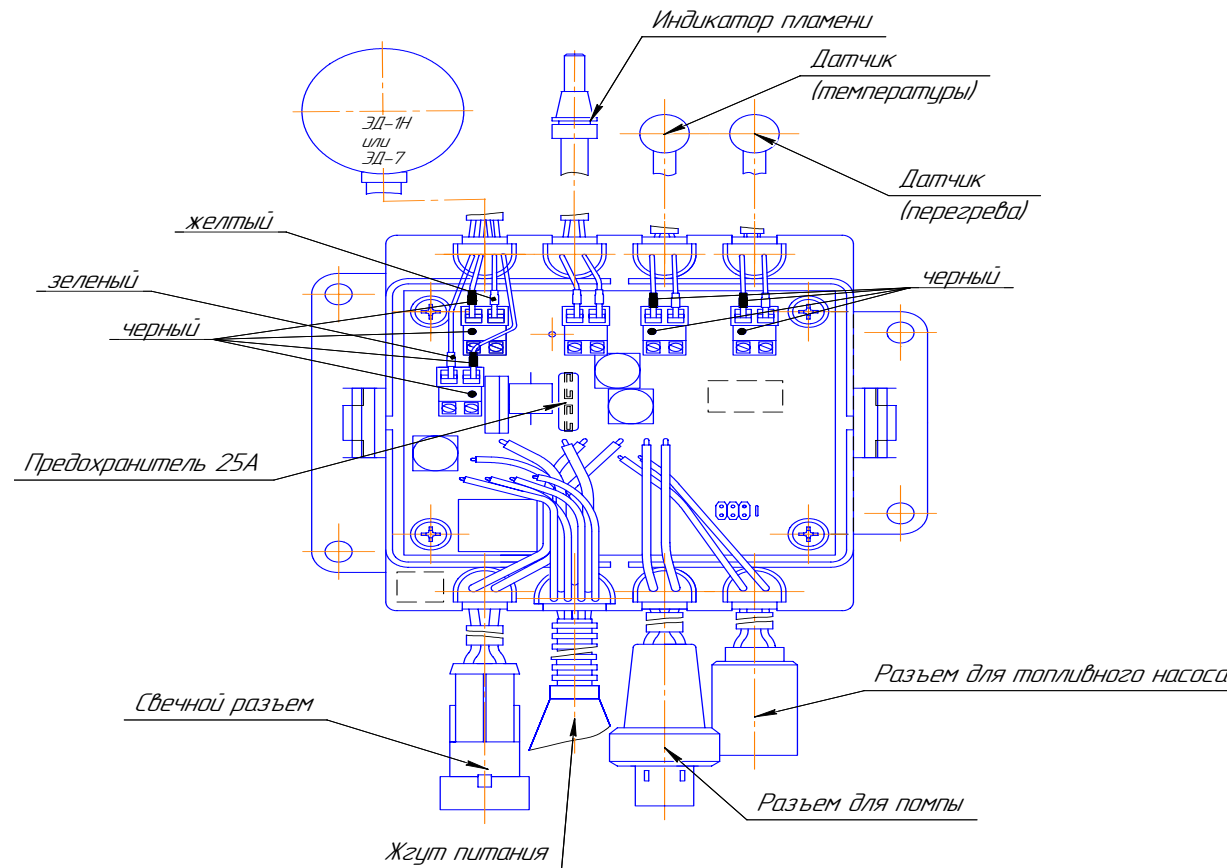 Индикатор пламени
Датчик
(температуры)
ЭД-1Н
или
ЭД-7
Датчик
(перегрева)
желтый
зеленый
черный
черный
Предохранитель 25А
Разъем для топливного насоса
Свечной разъем
Разъем для помпы
Жгут питания